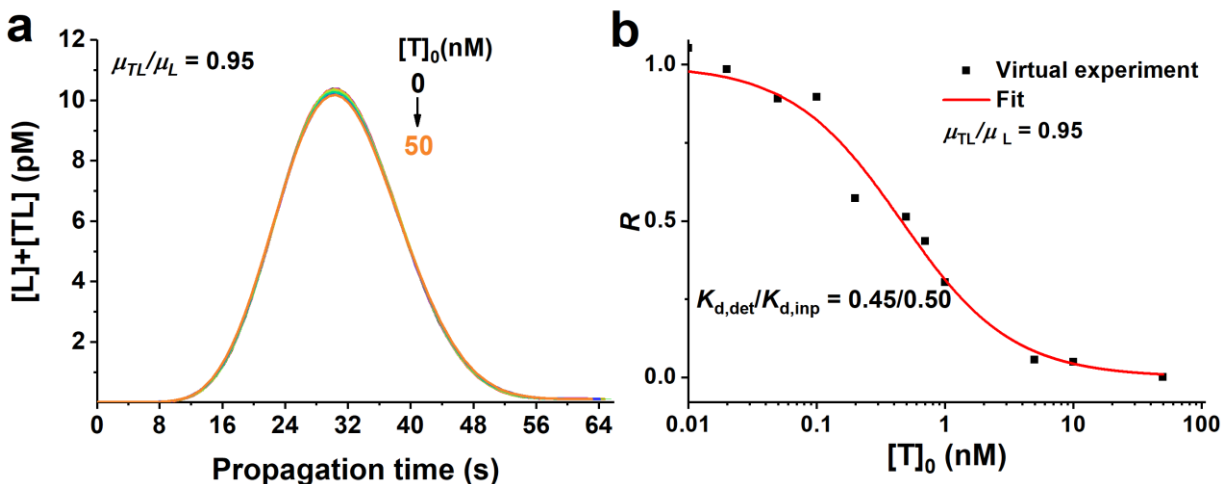 a
12
10
8
6
4
2
[L]+[TL] (pM)
μTL/μL = 0.95
[T]0(nM)
0
50
0 8 16 24 32 40 48 56 64
Propagation time (s)
b
1.0
0.5
0.0
R
Virtual experiment
Fit
μTL/μ L = 0.95
Kd,det/Kd,inp = 0.45/0.50
0.01 0.1 1 10 100
[T]0 (nM)